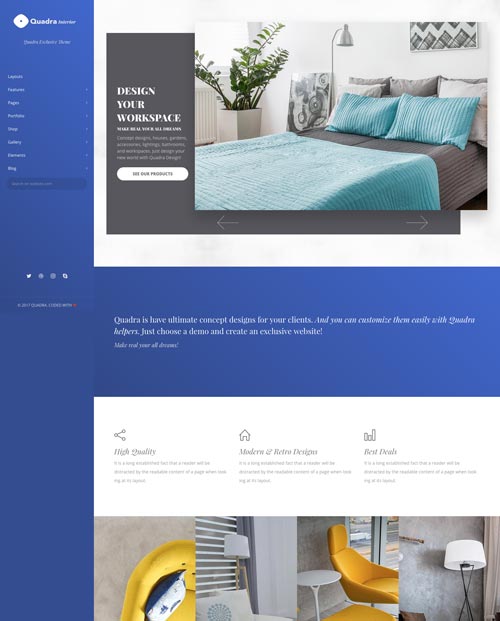 Quadra Interior
Quadra Exclusive Theme
Layouts
Features
Pages
Portfolio
Shop
Gallery
Elements
Blog
© 2017 QUADRA, CODED WITH
DESIGN
YOUR
WORKSPACE
MAKE REAL YOUR ALL DREAMS
Concept designs, houses, gardens,
accessories, lightings, bathrooms,
and workspaces. Just design your
new world with Quadra Design!
SEE OUR PRODUCTS
Quadra is have ultimate concept designs for your clients. And you can customize them easily with Quadra
helpers. Just choose a demo and create an exclusive website!
Make real your all dreams!
High Quality
It is a long established fact that a reader will be
distracted by the readable content of a page when look
ing at its layout.
Modern & Retro Designs
It is a long established fact that a reader will be
distracted by the readable content of a page when look
ing at its layout.
Best Deals
It is a long established fact that a reader will be
distracted by the readable content of a page when look
ing at its layout.